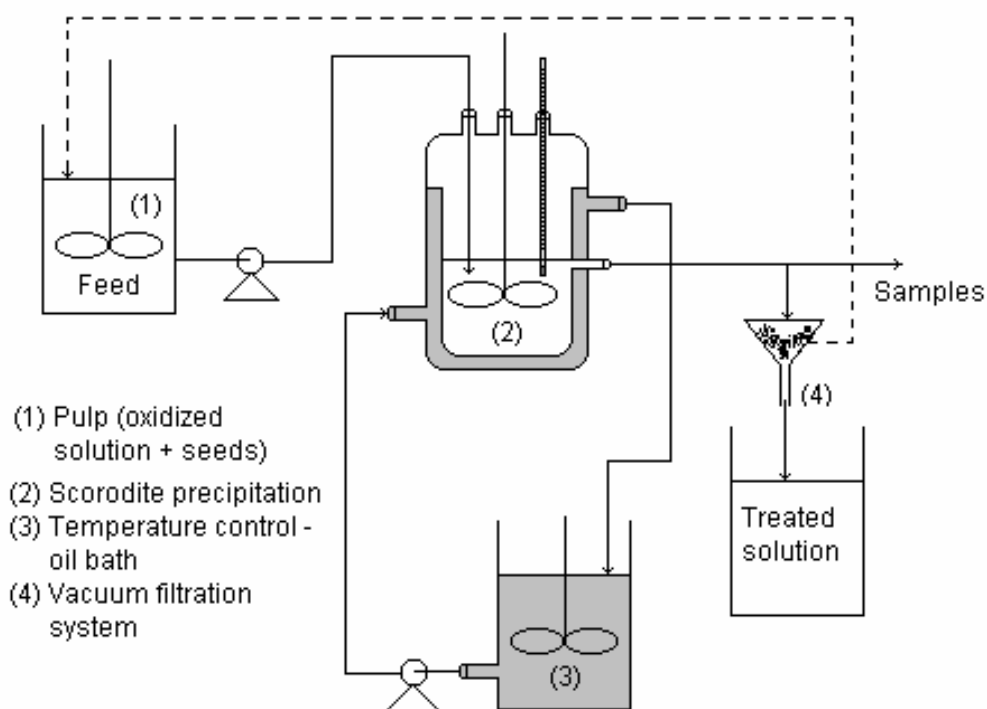 (1)
Feed
(2)
Samples
(4)
(1) Pulp (oxidized
solution + seeds)
(2) Scorodite precipitation
(3) Temperature control -
oil bath
(4) Vacuum filtration
system
Treated
solution
(3)